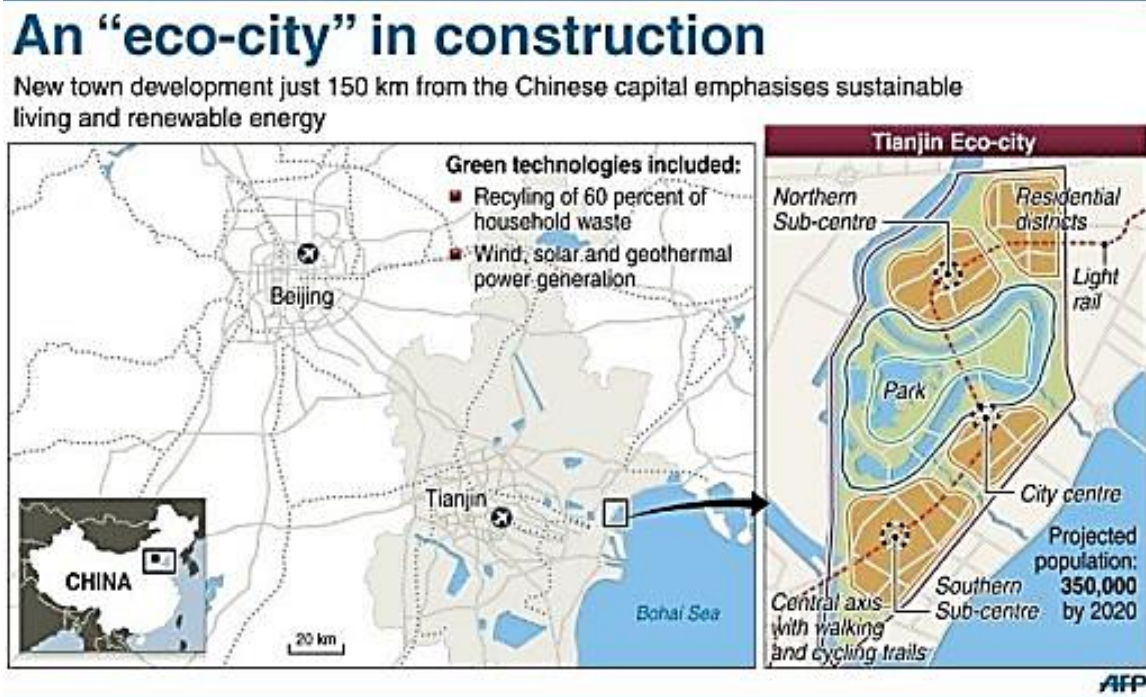 An “eco-city” in construction
New town development just 150 km from the Chinese capital emphasises sustainable
living and renewable energy
Green technologies included:
Recyling of 60 percent of
household waste
Wind, solar and geothermal
power generation
Beijing
Tianjin
CHINA
20 km
Bohai Sea
Tianjin Eco-city
Northern
Sub-centre
Residential
districts
Light
rail
Park
City centre
Projected
population:
350,000
by 2020
Southern
Sub-centre
Central axis
with walking
and cycling trails
AFP